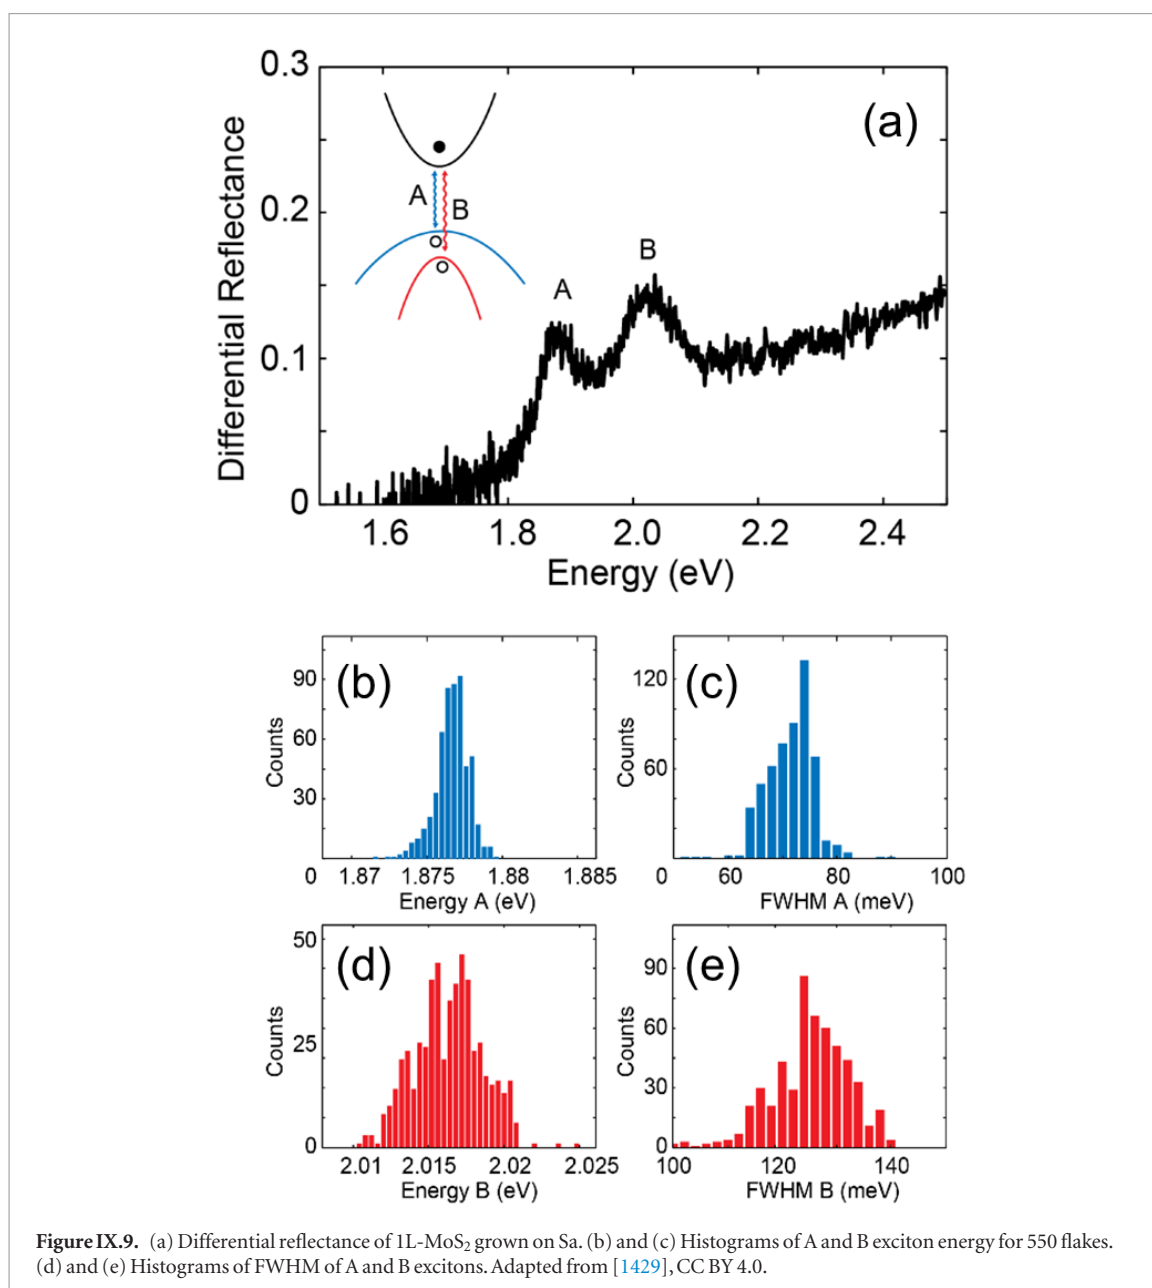 0.3
(a)
0.2
0.1
0
Differential Reflectance
A
B
A
B
1.6 1.8 2.0 2.2 2.4
Energy (eV)
90
60
30
0
Counts
(b)
1.87 1.875 1.88 1.885
Energy A (eV)
120
60
0
Counts
(c)
60 80 100
FWHM A (meV)
50
25
0
Counts
(d)
2.01 2.015 2.02 2.025
Energy B (eV)
90
60
30
0
Counts
(e)
100 120 140
FWHM B (meV)
Figure IX.9. (a) Differential reflectance of 1L-MoS₂ grown on Sa. (b) and (c) Histograms of A and B exciton energy for 550 flakes.
(d) and (e) Histograms of FWHM of A and B excitons. Adapted from [1429], CC BY 4.0.